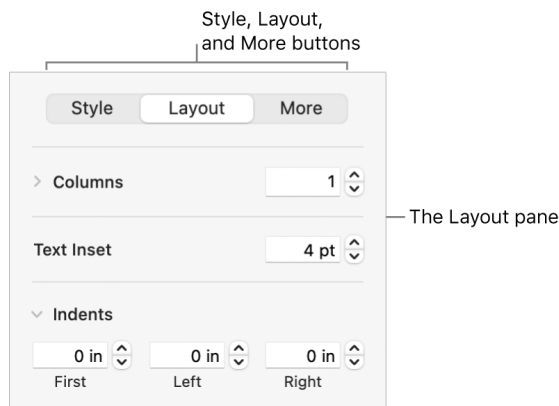 Style, Layout,
and More buttons
Style Layout More
Columns 1
The Layout pane
Text Inset 4 pt
Indents
0 in 0 in 0 in
First Left Right